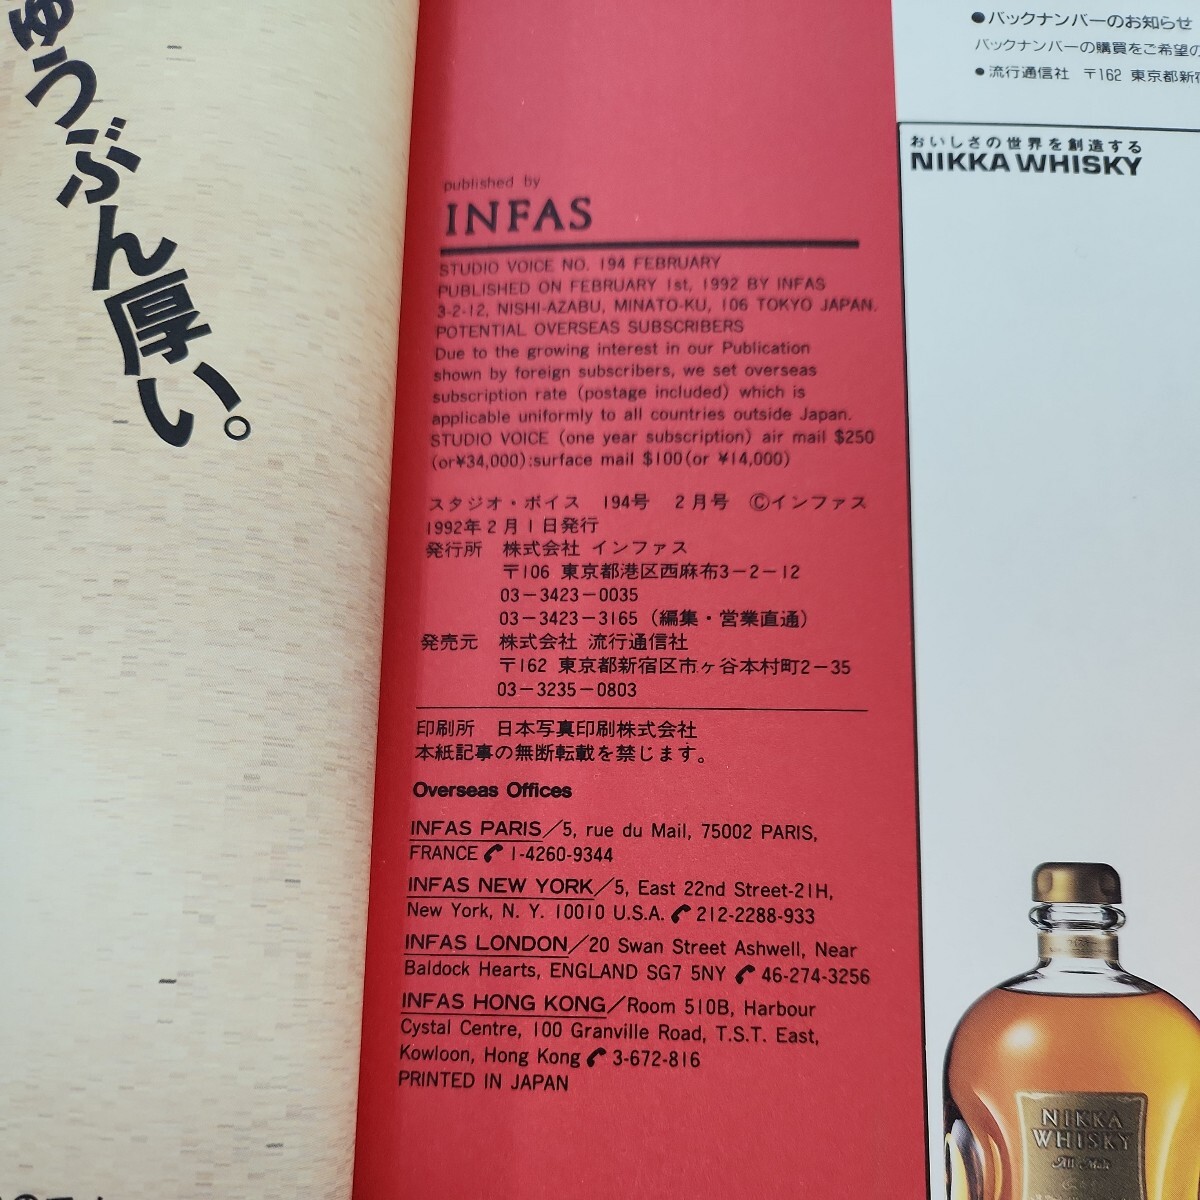 ゅうぶん厚い。
published by
INFAS
STUDIO VOICE NO. 194 FEBRUARY
PUBLISHED ON FEBRUARY 1st, 1992 BY INFAS
3-2-12, NISHI-AZABU, MINATO-KU, 106 TOKYO JAPAN.
POTENTIAL OVERSEAS SUBSCRIBERS
Due to the growing interest in our Publication
shown by foreign subscribers, we set overseas
subscription rate (postage included) which is
applicable uniformly to all countries outside Japan.
STUDIO VOICE (one year subscription) air mail $250
(or¥34,000):surface mail $100(or ¥14,000)
スタジオ・ボイス 194号 2月号 Ⓒインファス
1992年2月1日発行
発行所 株式会社 インファス
〒106 東京都港区西麻布3−2−12
03−3423−0035
03−3423−3165（編集・営業直通）
発売元 株式会社 流行通信社
〒162 東京都新宿区市ヶ谷本村町2−35
03−3235−0803
印刷所 日本写真印刷株式会社
本紙記事の無断転載を禁じます。
Overseas Offices
INFAS PARIS/5, rue du Mail, 75002 PARIS,
FRANCE 1-4260-9344
INFAS NEW YORK/5, East 22nd Street-21H,
New York, N. Y. 10010 U.S.A. 212-2288-933
INFAS LONDON/20 Swan Street Ashwell, Near
Baldock Hearts, ENGLAND SG7 5NY 46-274-3256
INFAS HONG KONG/Room 510B, Harbour
Cystal Centre, 100 Granville Road, T.S.T. East,
Kowloon, Hong Kong 3-672-816
PRINTED IN JAPAN
●バックナンバーのお知らせ
バックナンバーの購買をご希望の
●流行通信社 〒162 東京都新宿
おいしさの世界を創造する
NIKKA WHISKY
NIKKA
WHISKY
All Malt